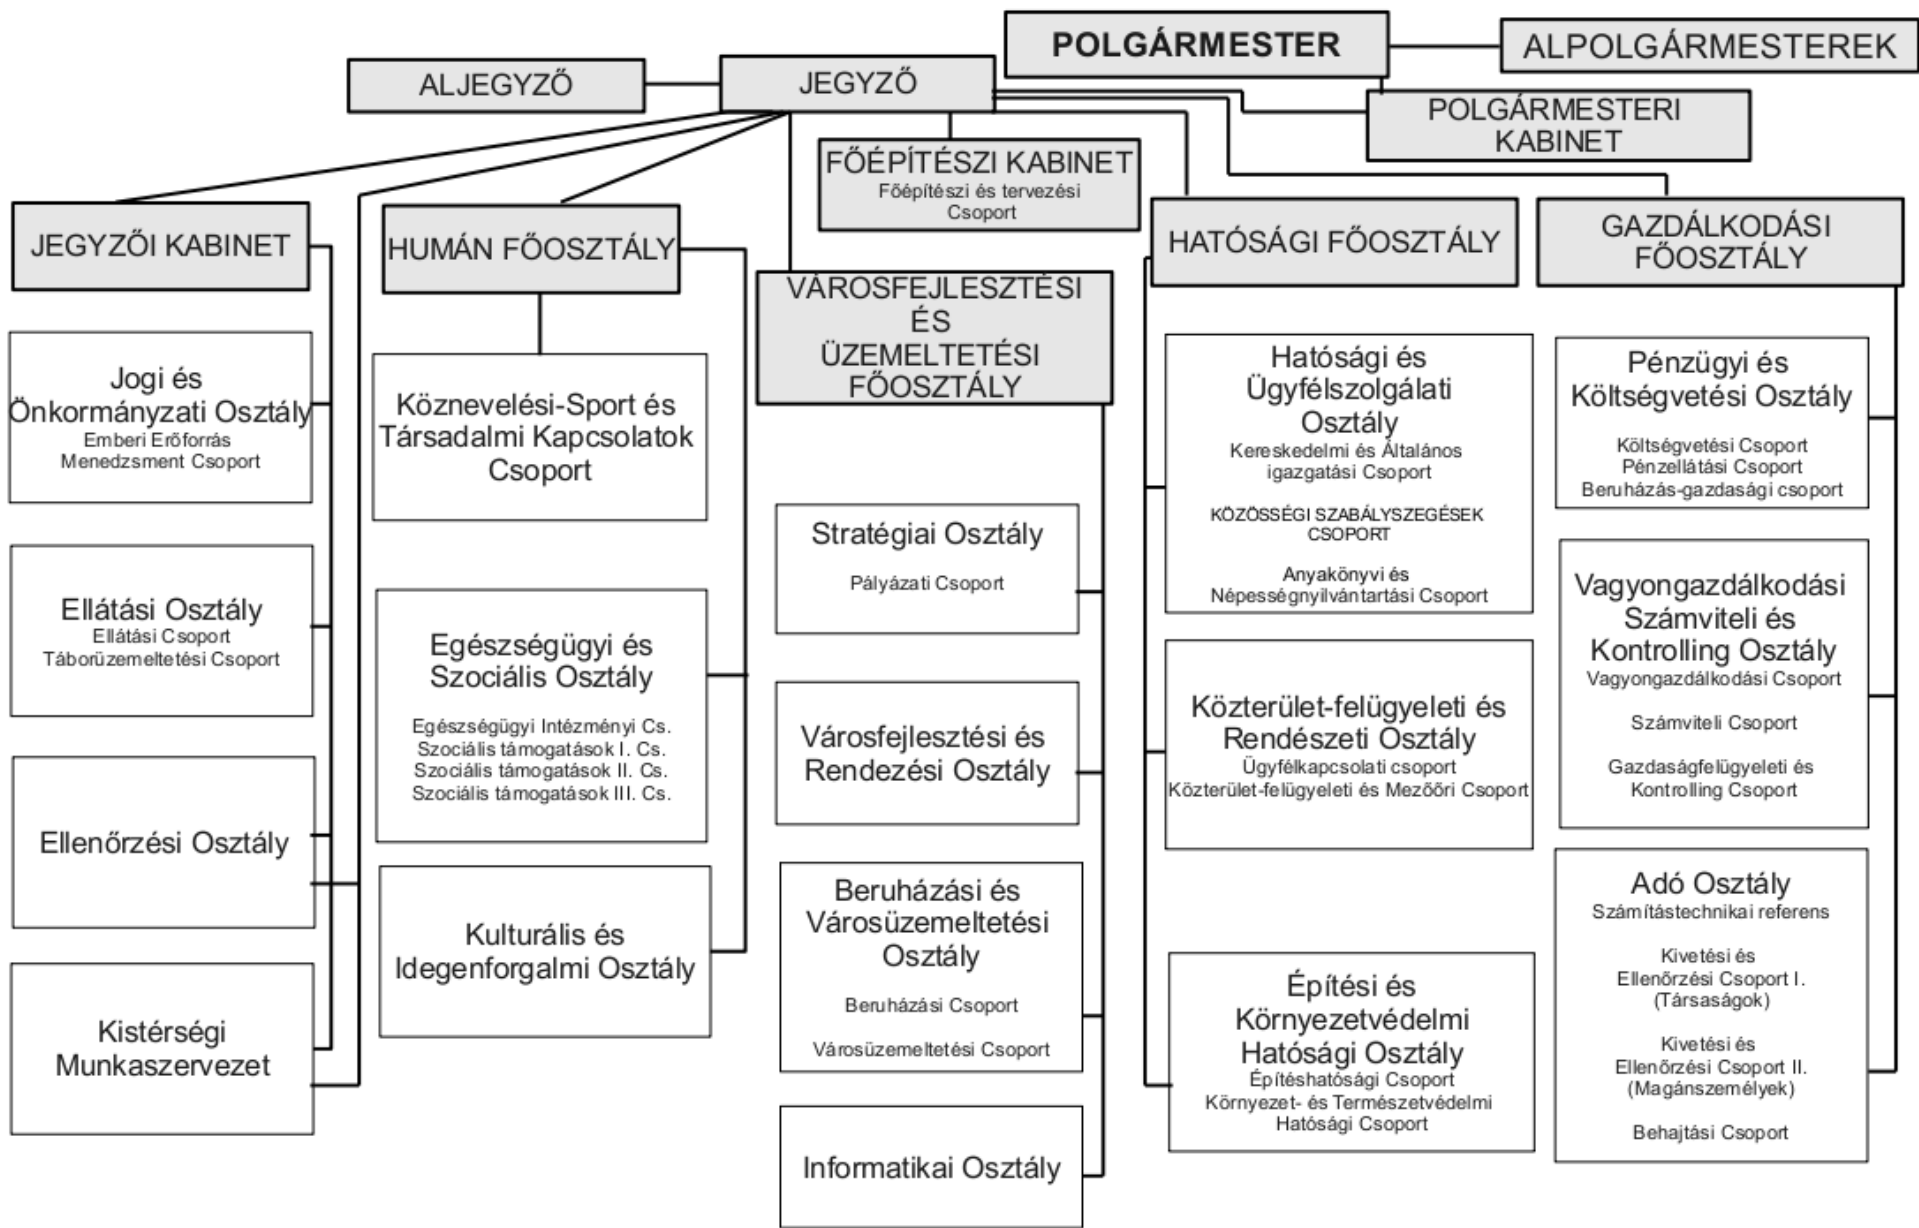 POLGÁRMESTER
ALPOLGÁRMESTEREK
ALJEGYZŐ
JEGYZŐ
POLGÁRMESTERI
KABINET
FŐÉPÍTÉSZI KABINET
Főépítészi és tervezési
Csoport
JEGYZŐI KABINET
Jogi és
Önkormányzati Osztály
Emberi Erőforrás
Menedzsment Csoport
Ellátási Osztály
Ellátási Csoport
Táborüzemeltetési Csoport
Ellenőrzési Osztály
Kistérségi
Munkaszervezet
HUMÁN FŐOSZTÁLY
Köznevelési-Sport és
Társadalmi Kapcsolatok
Csoport
Egészségügyi és
Szociális Osztály
Egészségügyi Intézményi Cs.
Szociális támogatások I. Cs.
Szociális támogatások II. Cs.
Szociális támogatások III. Cs.
Kulturális és
Idegenforgalmi Osztály
VÁROSFEJLESZTÉSI
ÉS
ÜZEMELTETÉSI
FŐOSZTÁLY
Stratégiai Osztály
Pályázati Csoport
Városfejlesztési és
Rendezési Osztály
Beruházási és
Városüzemeltetési
Osztály
Beruházási Csoport
Városüzemeltetési Csoport
Informatikai Osztály
HATÓSÁGI FŐOSZTÁLY
Hatósági és
Ügyfélszolgálati
Osztály
Kereskedelmi és Általános
igazgatási Csoport
KÖZÖSSÉGI SZABÁLYSZEGÉSEK
CSOPORT
Anyakönyvi és
Népességnyilvántartási Csoport
Közterület-felügyeleti és
Rendészeti Osztály
Ügyfélkapcsolati csoport
Közterület-felügyeleti és Mezőőri Csoport
Építési és
Környezetvédelmi
Hatósági Osztály
Építéshatósági Csoport
Környezet- és Természetvédelmi
Hatósági Csoport
GAZDÁLKODÁSI
FŐOSZTÁLY
Pénzügyi és
Költségvetési Osztály
Költségvetési Csoport
Pénzellátási Csoport
Beruházás-gazdasági csoport
Vagyongazdálkodási
Számviteli és
Kontrolling Osztály
Vagyongazdálkodási Csoport
Számviteli Csoport
Gazdaságfelügyeleti és
Kontrolling Csoport
Adó Osztály
Számítástechnikai referens
Kivetési és
Ellenőrzési Csoport I.
(Társaságok)
Kivetési és
Ellenőrzési Csoport II.
(Magánszemélyek)
Behajtási Csoport